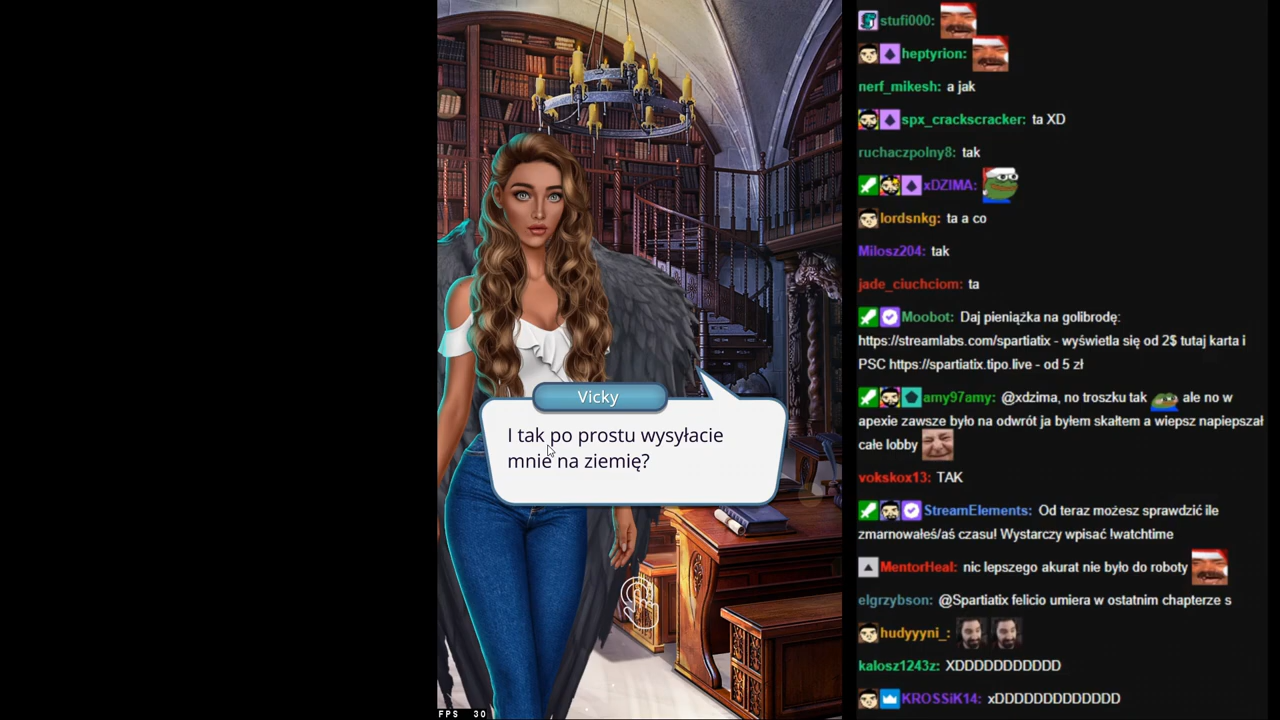 Vicky
I tak po prostu wysyłacie
mnie na ziemię?
FPS 30
stufi000:
heptyrion:
nerf_mikesh: a jak
spx_crackscracker: ta XD
ruchaczpolny8: tak
xDZIMA:
lordsnkg: ta a co
Milosz204: tak
jade_ciuchciom: ta
Moobot: Daj pieniążka na golibrodę:
https://streamlabs.com/spartiatix - wyświetla się od 2$ tutaj karta i
PSC https://spartiatix.tipo.live - od 5 zł
amy97amy: @xdzima, no troszku tak ale no w
apexie zawsze było na odwrót ja byłem skałtem a wiepsz napiepszał
całe lobby
vokskox13: TAK
StreamElements: Od teraz możesz sprawdzić ile
zmarnowałeś/aś czasu! Wystarczy wpisać !watchtime
MentorHeal: nic lepszego akurat nie było do roboty
elgrzybson: @Spartiatix felicio umiera w ostatnim chapterze s
hudyyyni_:
kalosz1243z: XDDDDDDDDDDD
KROSSiK14: xDDDDDDDDDDDDD